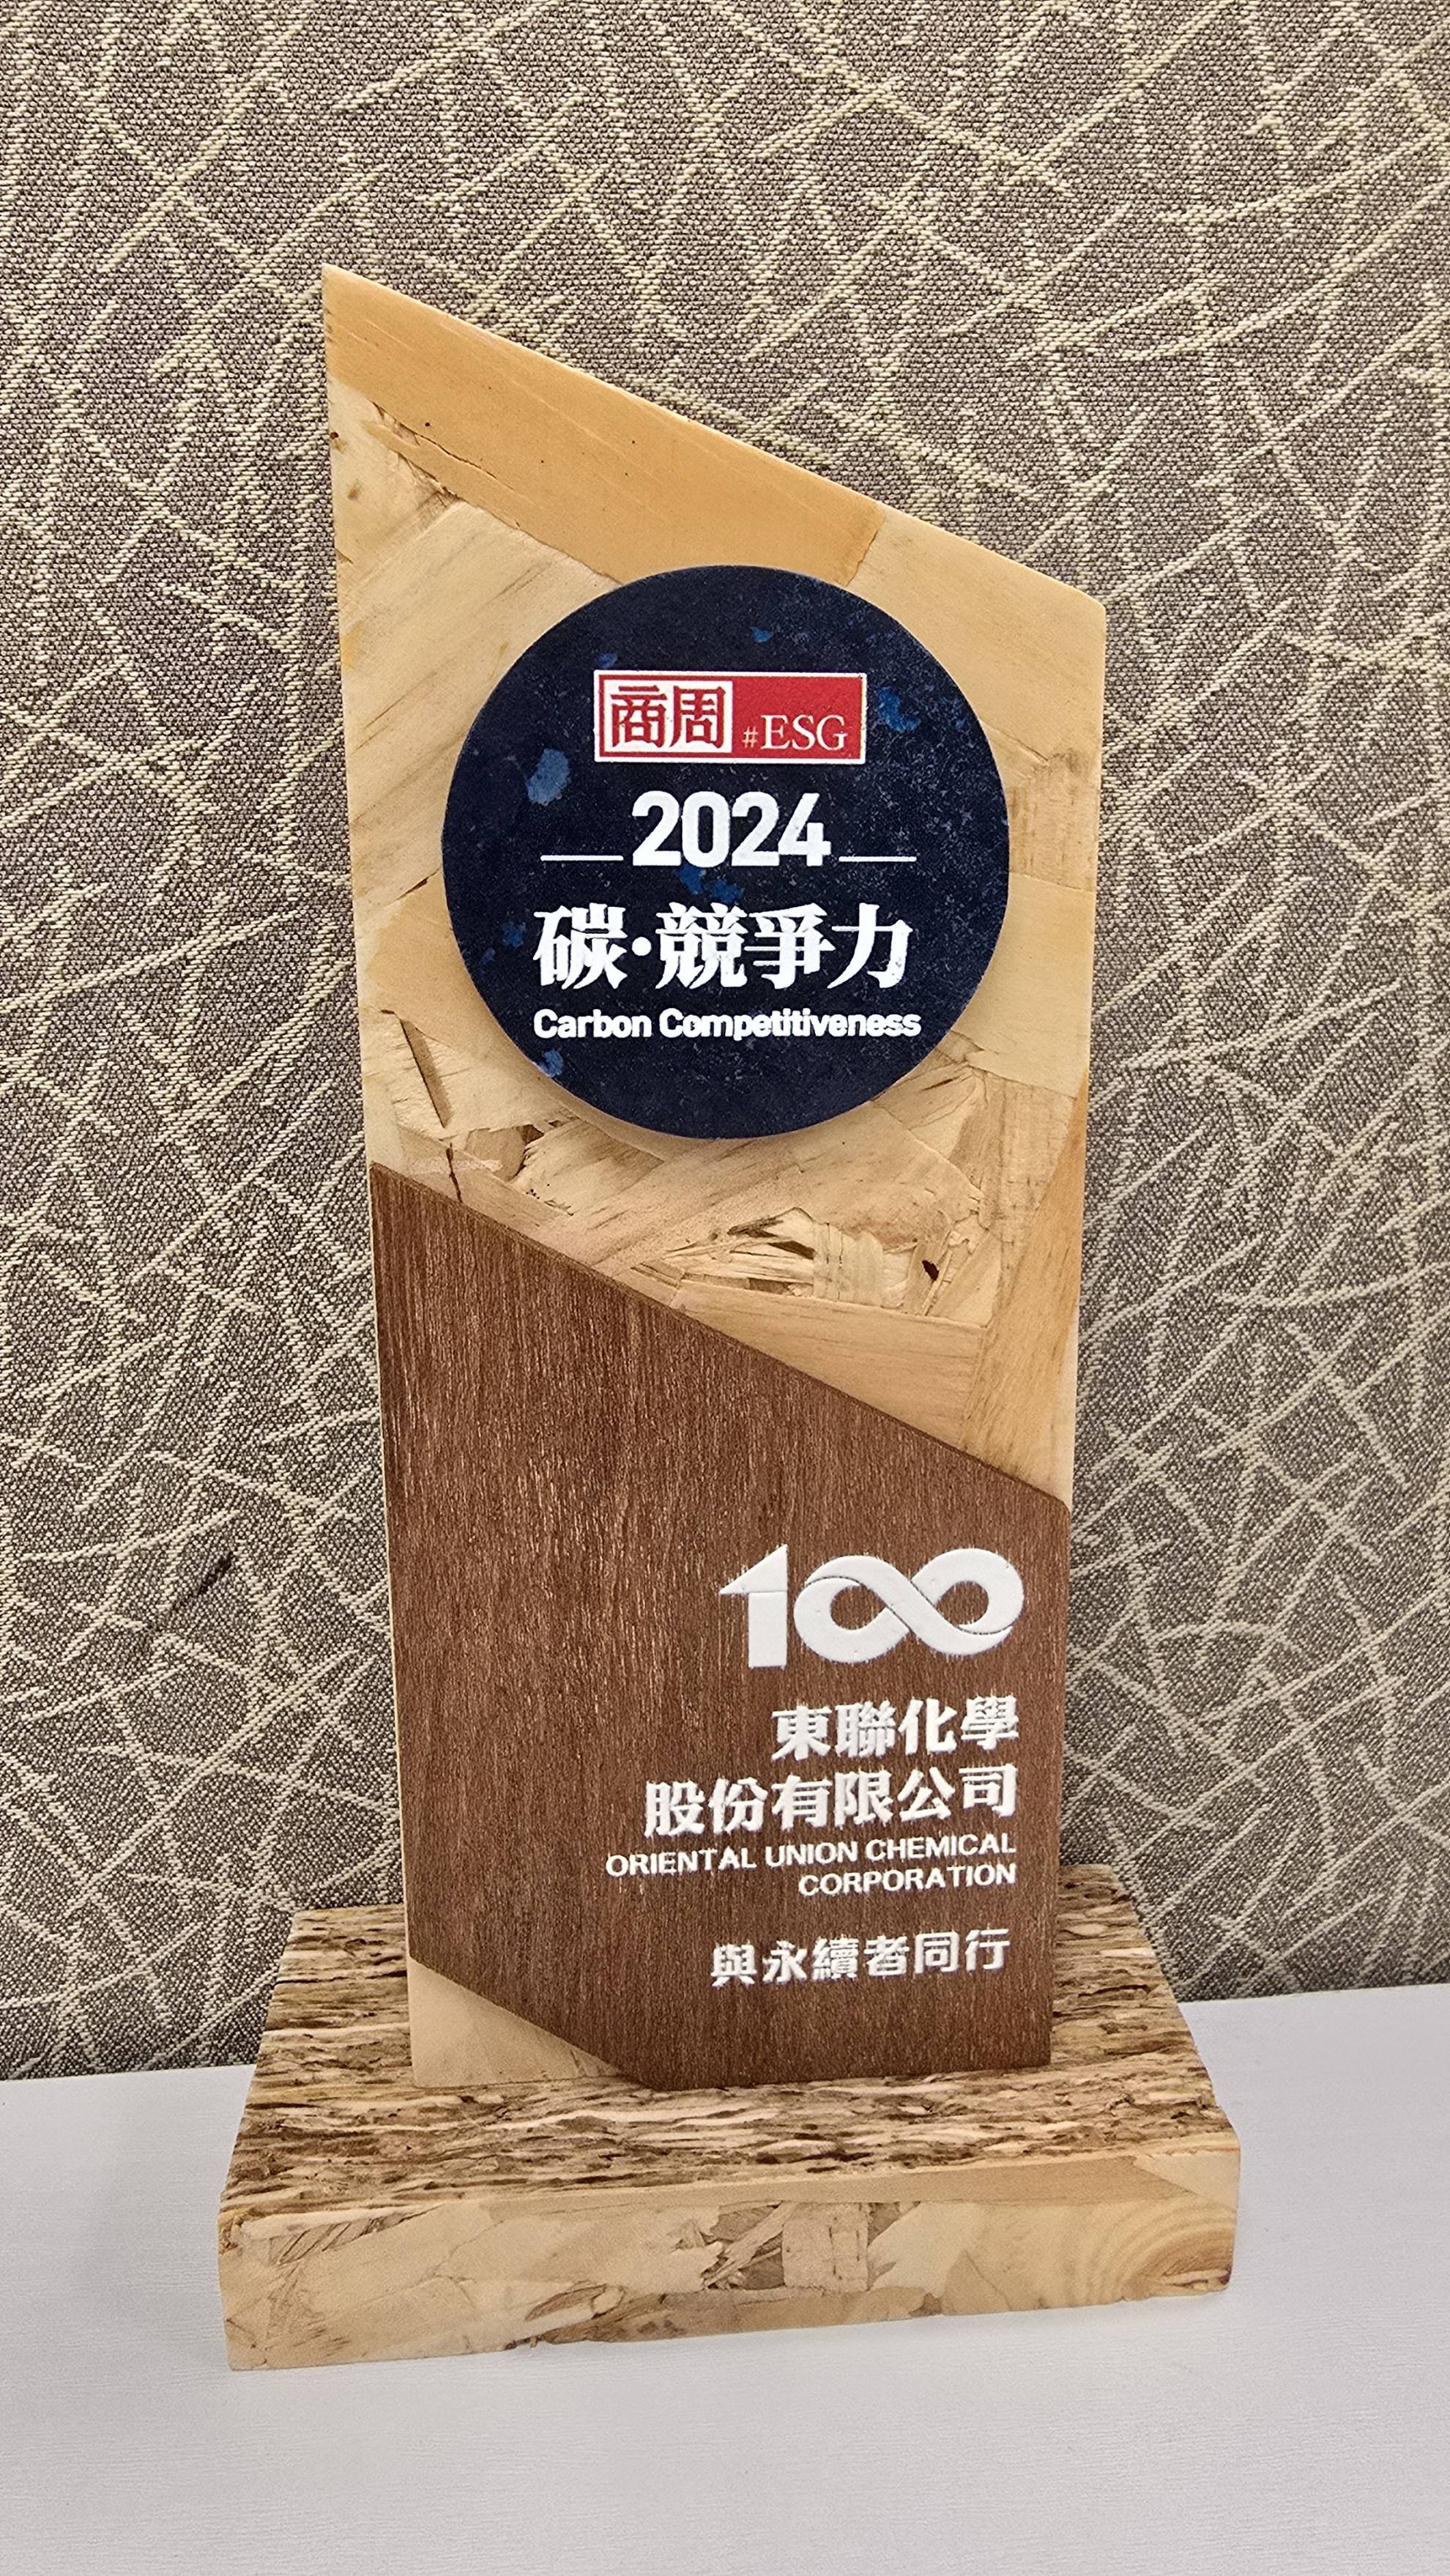 商周 #ESG
2024
碳·競爭力
Carbon Competitiveness
100
東聯化學
股份有限公司
ORIENTAL UNION CHEMICAL
CORPORATION
與永續者同行